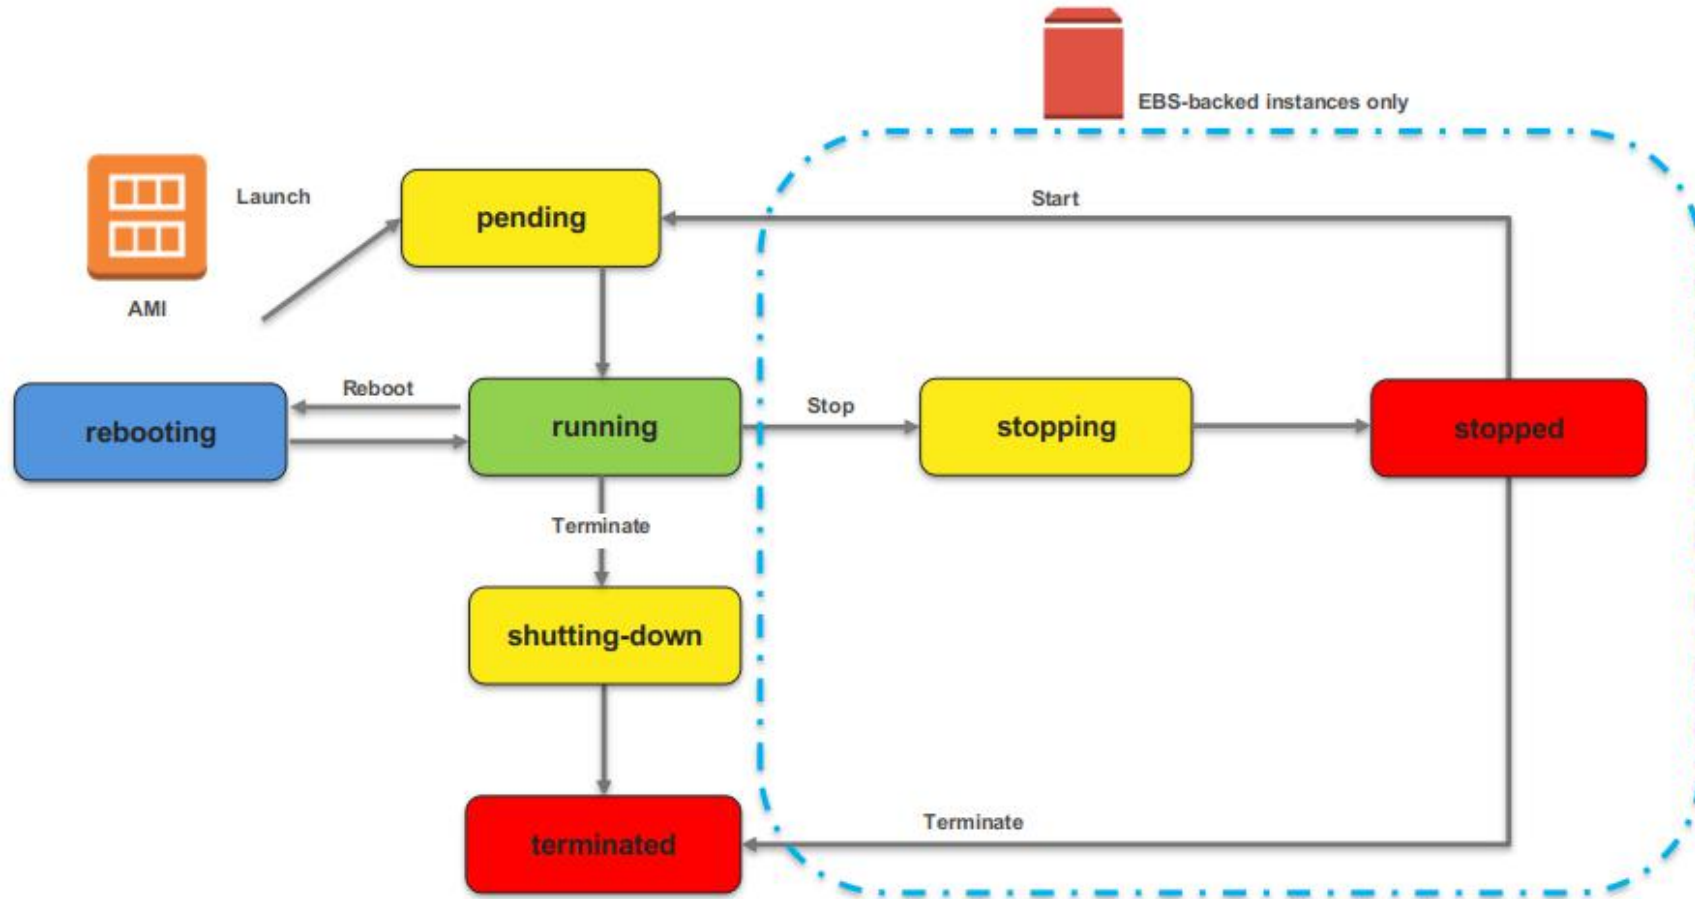 EBS-backed instances only
Launch
pending
Start
AMI
Reboot
rebooting
running
Stop
stopping
stopped
Terminate
shutting-down
Terminate
terminated